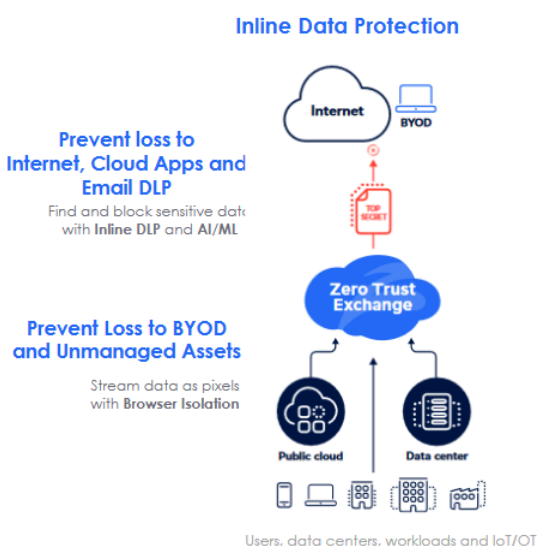 Inline Data Protection
Internet
BYOD
Prevent loss to
Internet, Cloud Apps and
Email DLP
Find and block sensitive data
with Inline DLP and AI/ML
TOP
SECRET
Zero Trust
Exchange
Prevent Loss to BYOD
and Unmanaged Assets
Stream data as pixels
with Browser Isolation
Public cloud
Data center
Users, data centers, workloads and IoT/OT